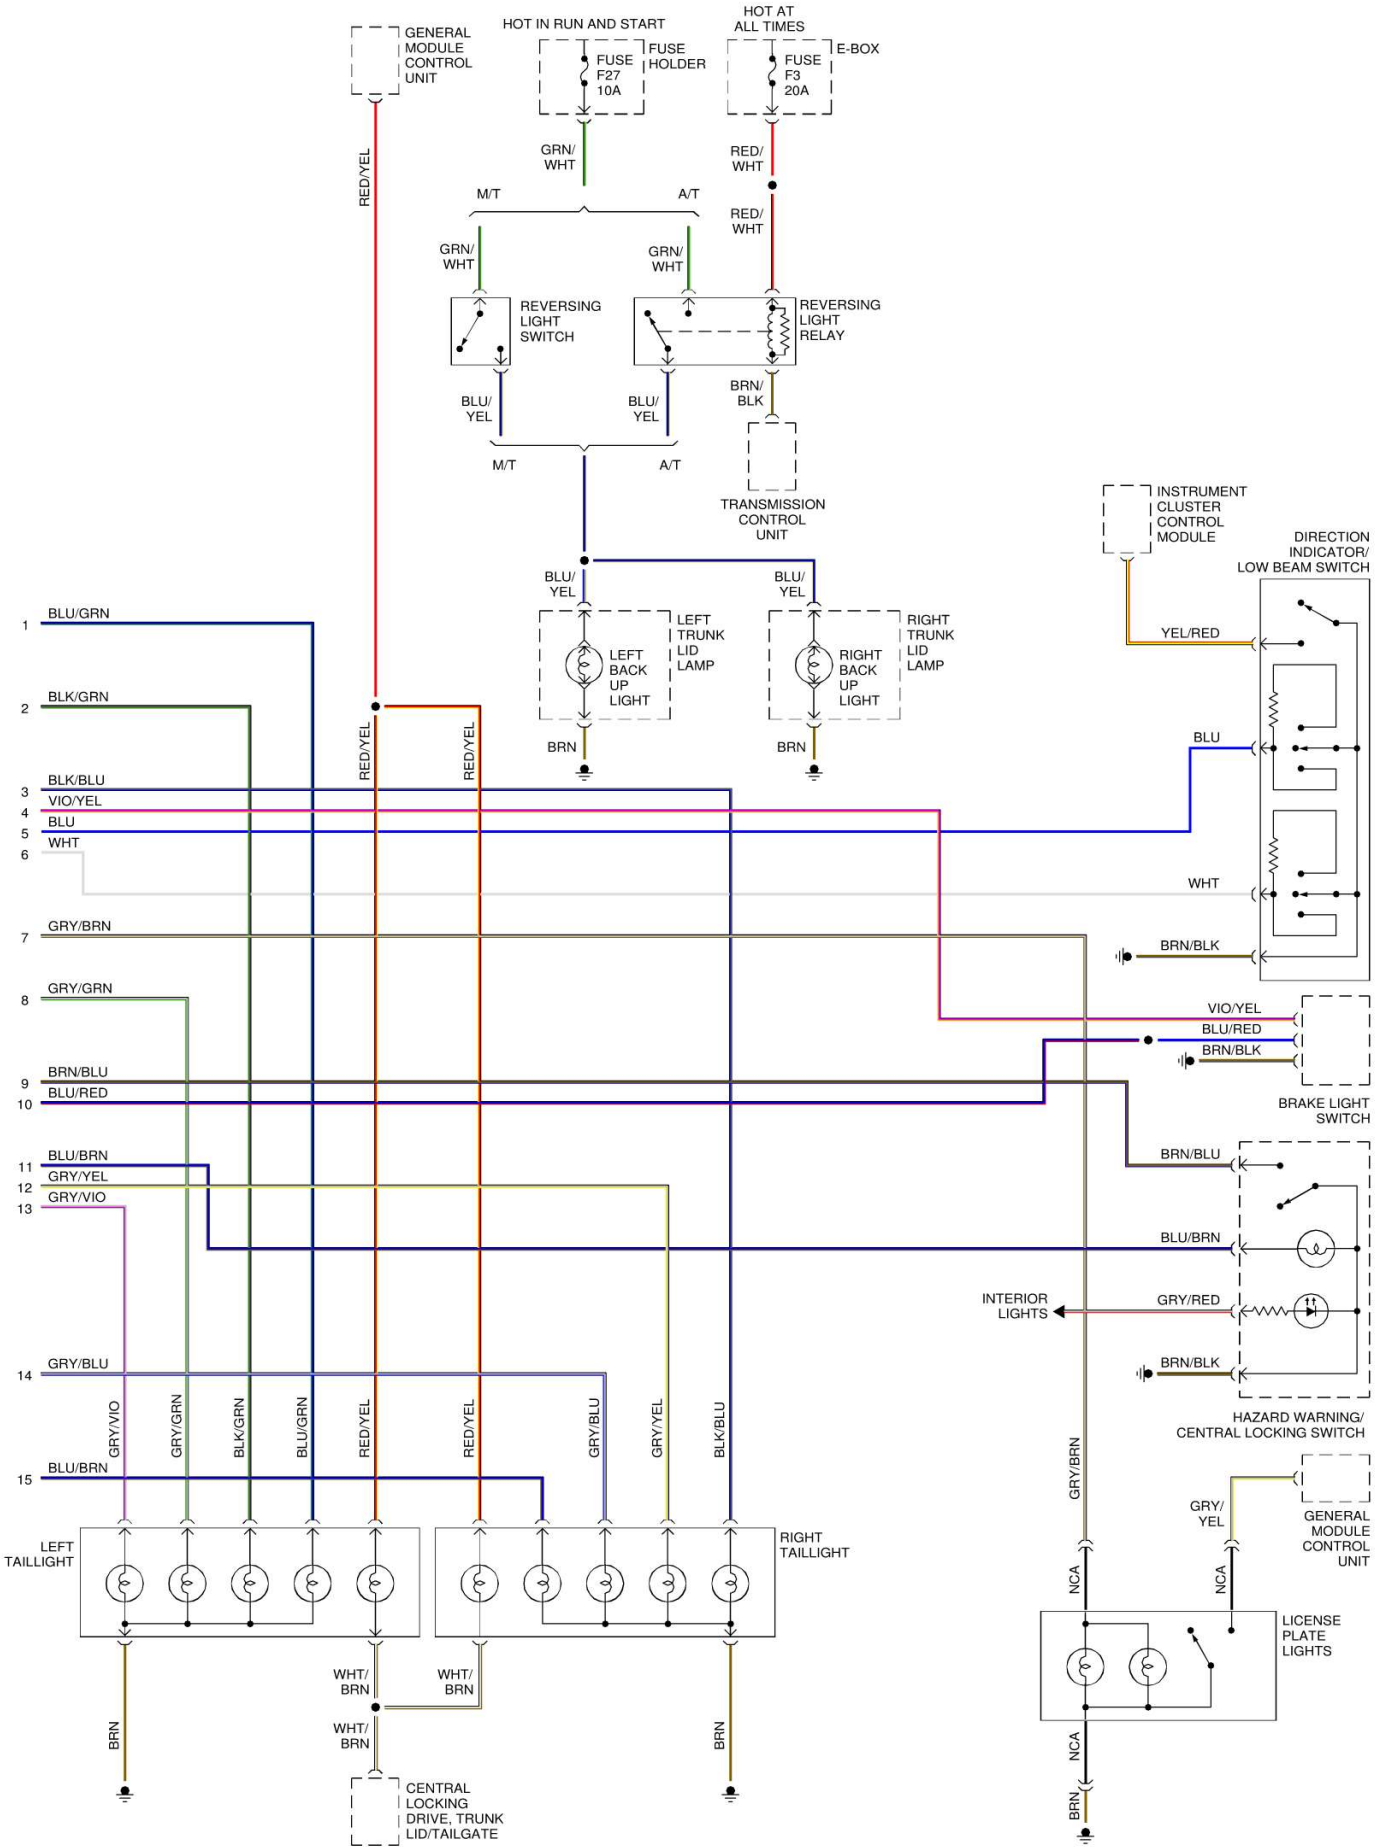 HOT IN RUN AND START
HOT AT
ALL TIMES
GENERAL
MODULE
CONTROL
UNIT
FUSE
F27
10A
FUSE
HOLDER
FUSE
F3
20A
E-BOX
RED/YEL
GRN/
WHT
RED/
WHT
M/T
A/T
RED/
WHT
GRN/
WHT
GRN/
WHT
REVERSING
LIGHT
SWITCH
REVERSING
LIGHT
RELAY
BLU/
YEL
BLU/
YEL
BRN/
BLK
M/T
A/T
TRANSMISSION
CONTROL
UNIT
INSTRUMENT
CLUSTER
CONTROL
MODULE
DIRECTION
INDICATOR/
LOW BEAM SWITCH
BLU/
YEL
BLU/
YEL
LEFT
TRUNK
LID
LAMP
RIGHT
TRUNK
LID
LAMP
LEFT
BACK
UP
LIGHT
RIGHT
BACK
UP
LIGHT
BRN
BRN
YEL/RED
BLU
WHT
BRN/BLK
1 BLU/GRN
2 BLK/GRN
RED/YEL
RED/YEL
3 BLK/BLU
4 VIO/YEL
5 BLU
6 WHT
7 GRY/BRN
8 GRY/GRN
9 BRN/BLU
10 BLU/RED
11 BLU/BRN
12 GRY/YEL
13 GRY/VIO
14 GRY/BLU
15 BLU/BRN
VIO/YEL
BLU/RED
BRN/BLK
BRAKE LIGHT
SWITCH
BRN/BLU
BLU/BRN
INTERIOR
LIGHTS
GRY/RED
BRN/BLK
HAZARD WARNING/
CENTRAL LOCKING SWITCH
GRY/VIO
GRY/GRN
BLK/GRN
BLU/GRN
RED/YEL
RED/YEL
GRY/BLU
GRY/YEL
BLK/BLU
GRY/BRN
GRY/
YEL
GENERAL
MODULE
CONTROL
UNIT
LEFT
TAILLIGHT
RIGHT
TAILLIGHT
NCA
NCA
LICENSE
PLATE
LIGHTS
WHT/
BRN
WHT/
BRN
WHT/
BRN
BRN
BRN
NCA
BRN
CENTRAL
LOCKING
DRIVE, TRUNK
LID/TAILGATE